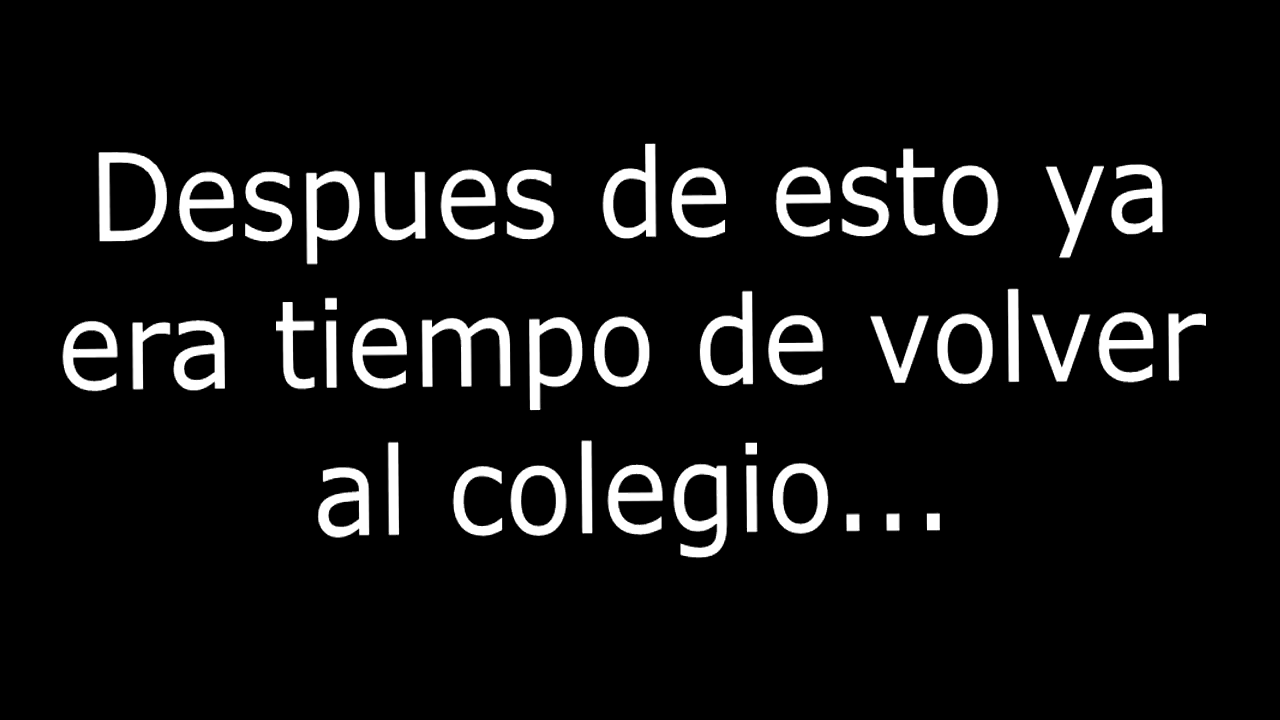 Despues de esto ya
era tiempo de volver
al colegio...